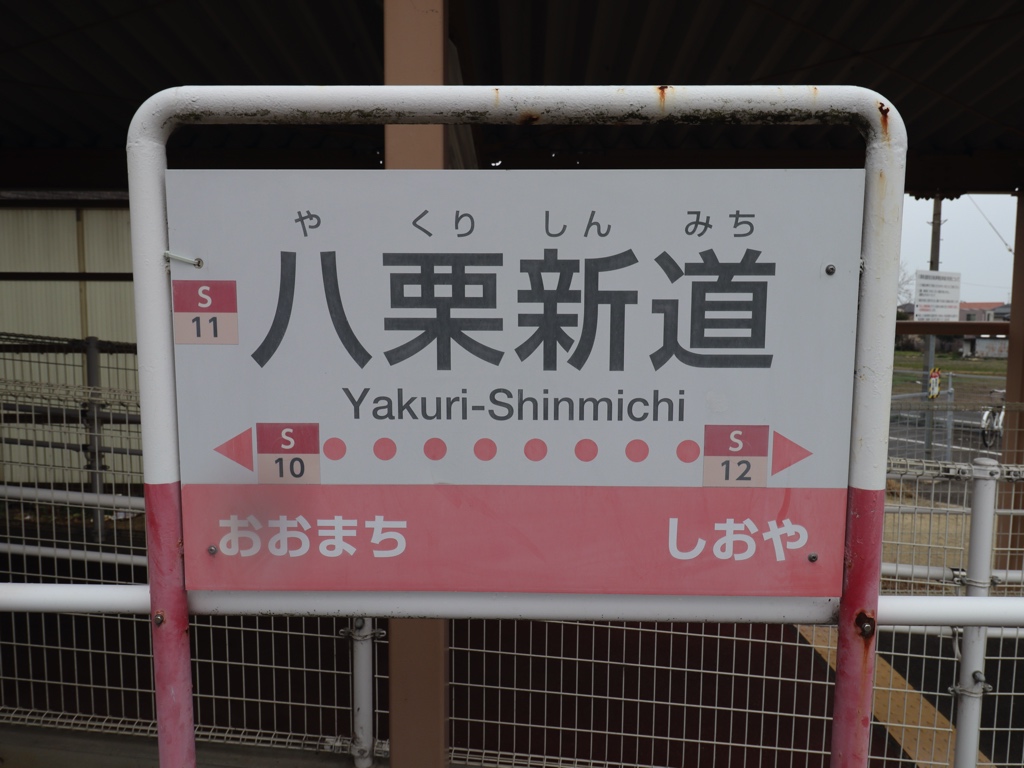 や くり しん みち
八栗新道
S
11
Yakuri-Shinmichi
S
10
S
12
おおまち しおや